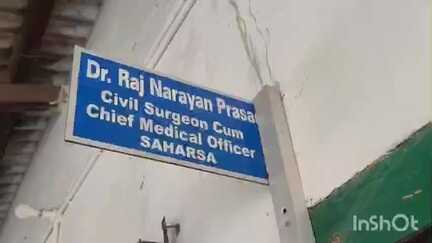 Dr. Raj Narayan Prasa
Civil Surgeon Cum
Chief Medical Officer
SAHARSA
InShOt